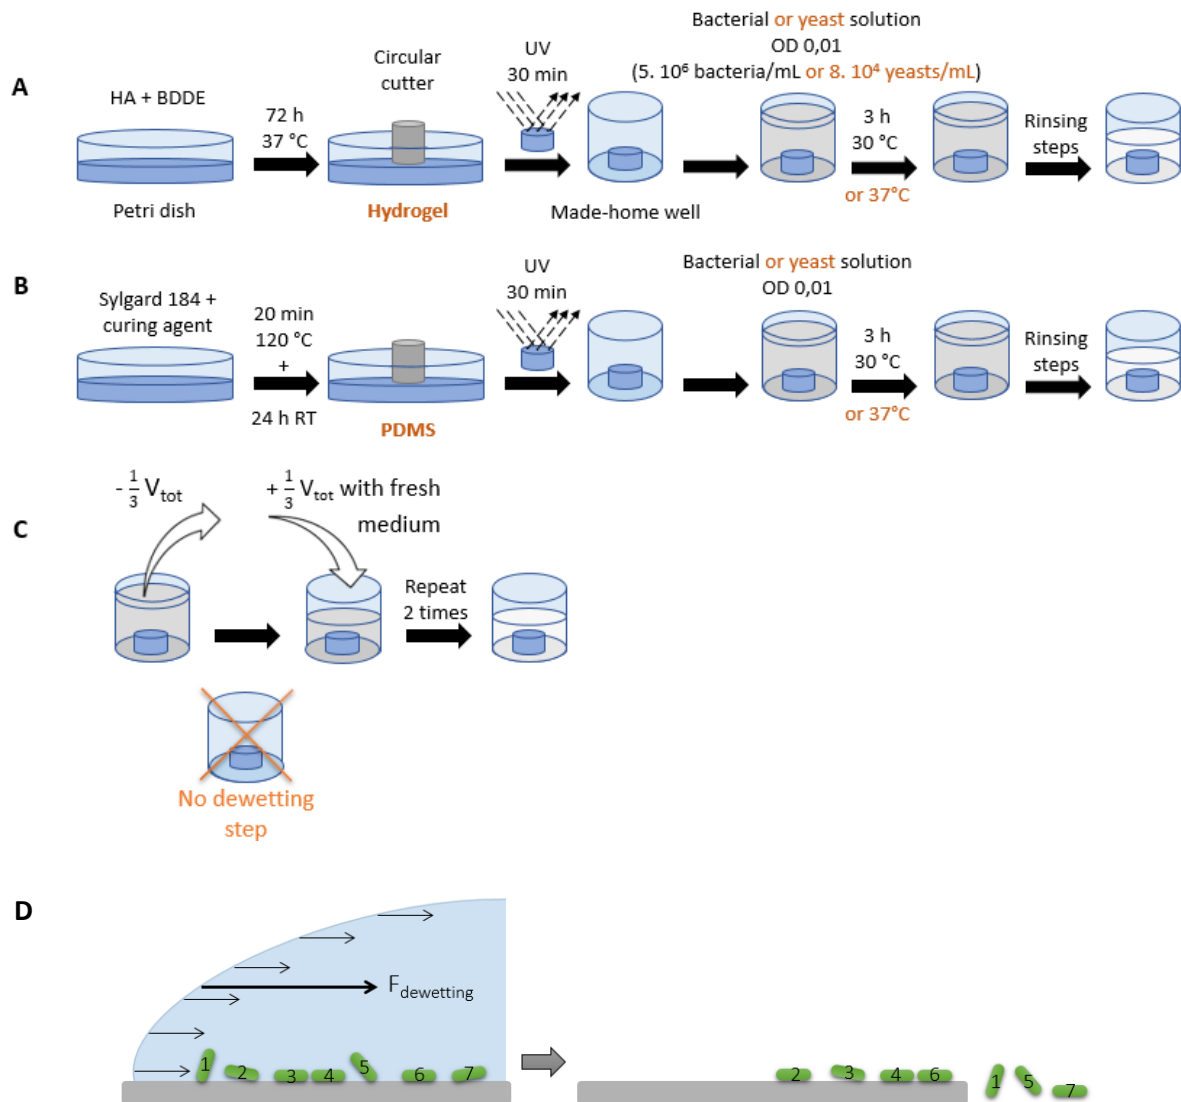 A
HA + BDDE
Petri dish
72 h
37 °C
Circular
cutter
Hydrogel
UV
30 min
Made-home well
Bacterial or yeast solution
OD 0,01
(5. 10⁶ bacteria/mL or 8. 10⁴ yeasts/mL)
3 h
30 °C
or 37°C
Rinsing
steps
B
Sylgard 184 +
curing agent
20 min
120 °C
+
24 h RT
PDMS
UV
30 min
Bacterial or yeast solution
OD 0,01
3 h
30 °C
or 37°C
Rinsing
steps
C
- 1/3 Vtot
+ 1/3 Vtot with fresh
medium
Repeat
2 times
No dewetting
step
D
Fdewetting
1 2 3 4 5 6 7
2 3 4 6 1 5 7